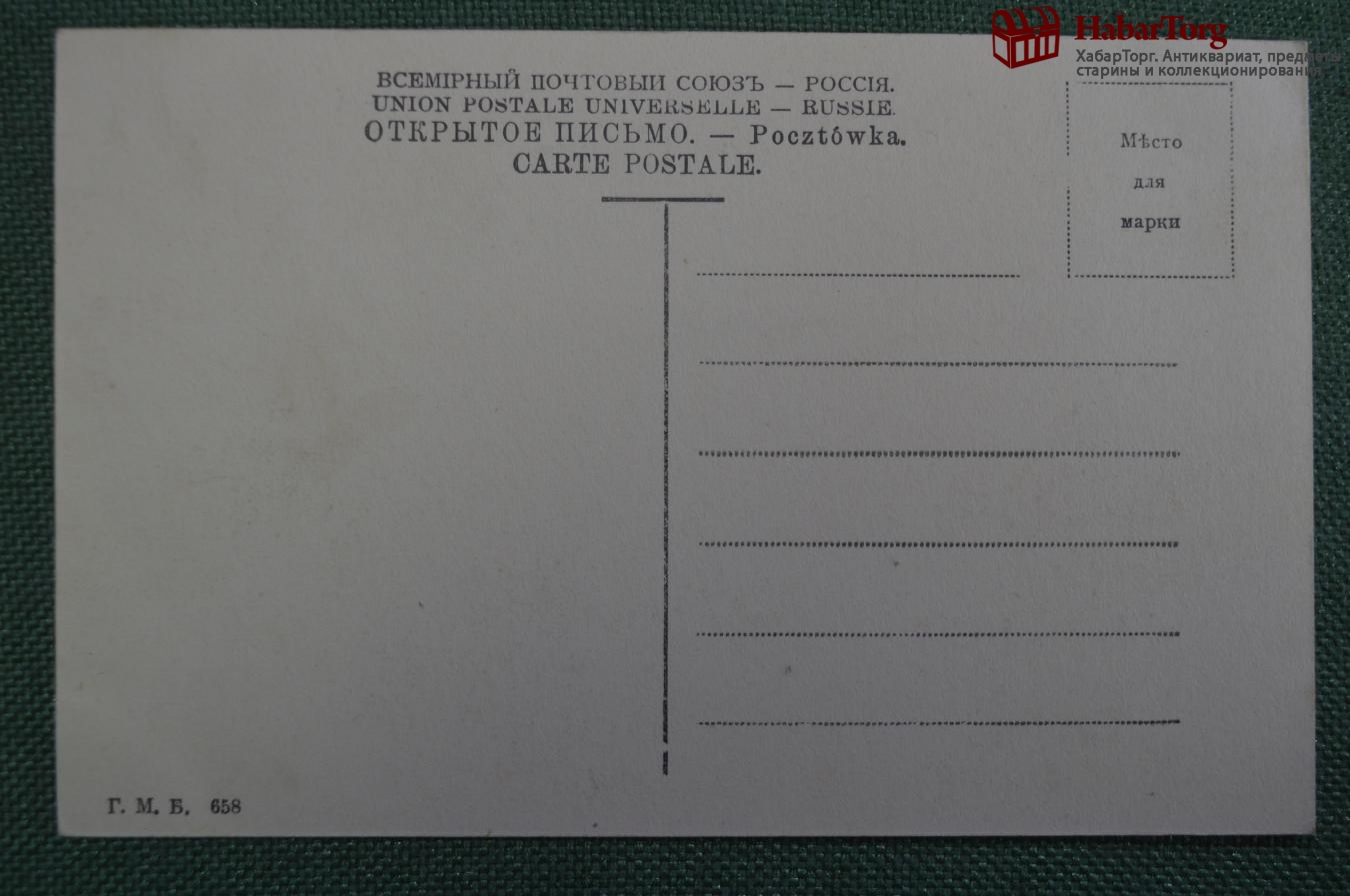 HabarTorg
ХабарТорг. Антиквариат, предметы
старины и коллекционирования
ВСЕМІРНЫЙ ПОЧТОВЫИ СОЮЗЪ — РОССІЯ.
UNION POSTALE UNIVERSELLE — RUSSIE.
ОТКРЫТОЕ ПИСЬМО. — Pocztówka.
CARTE POSTALE.
Мѣсто
для
марки
Г. М. Б. 658